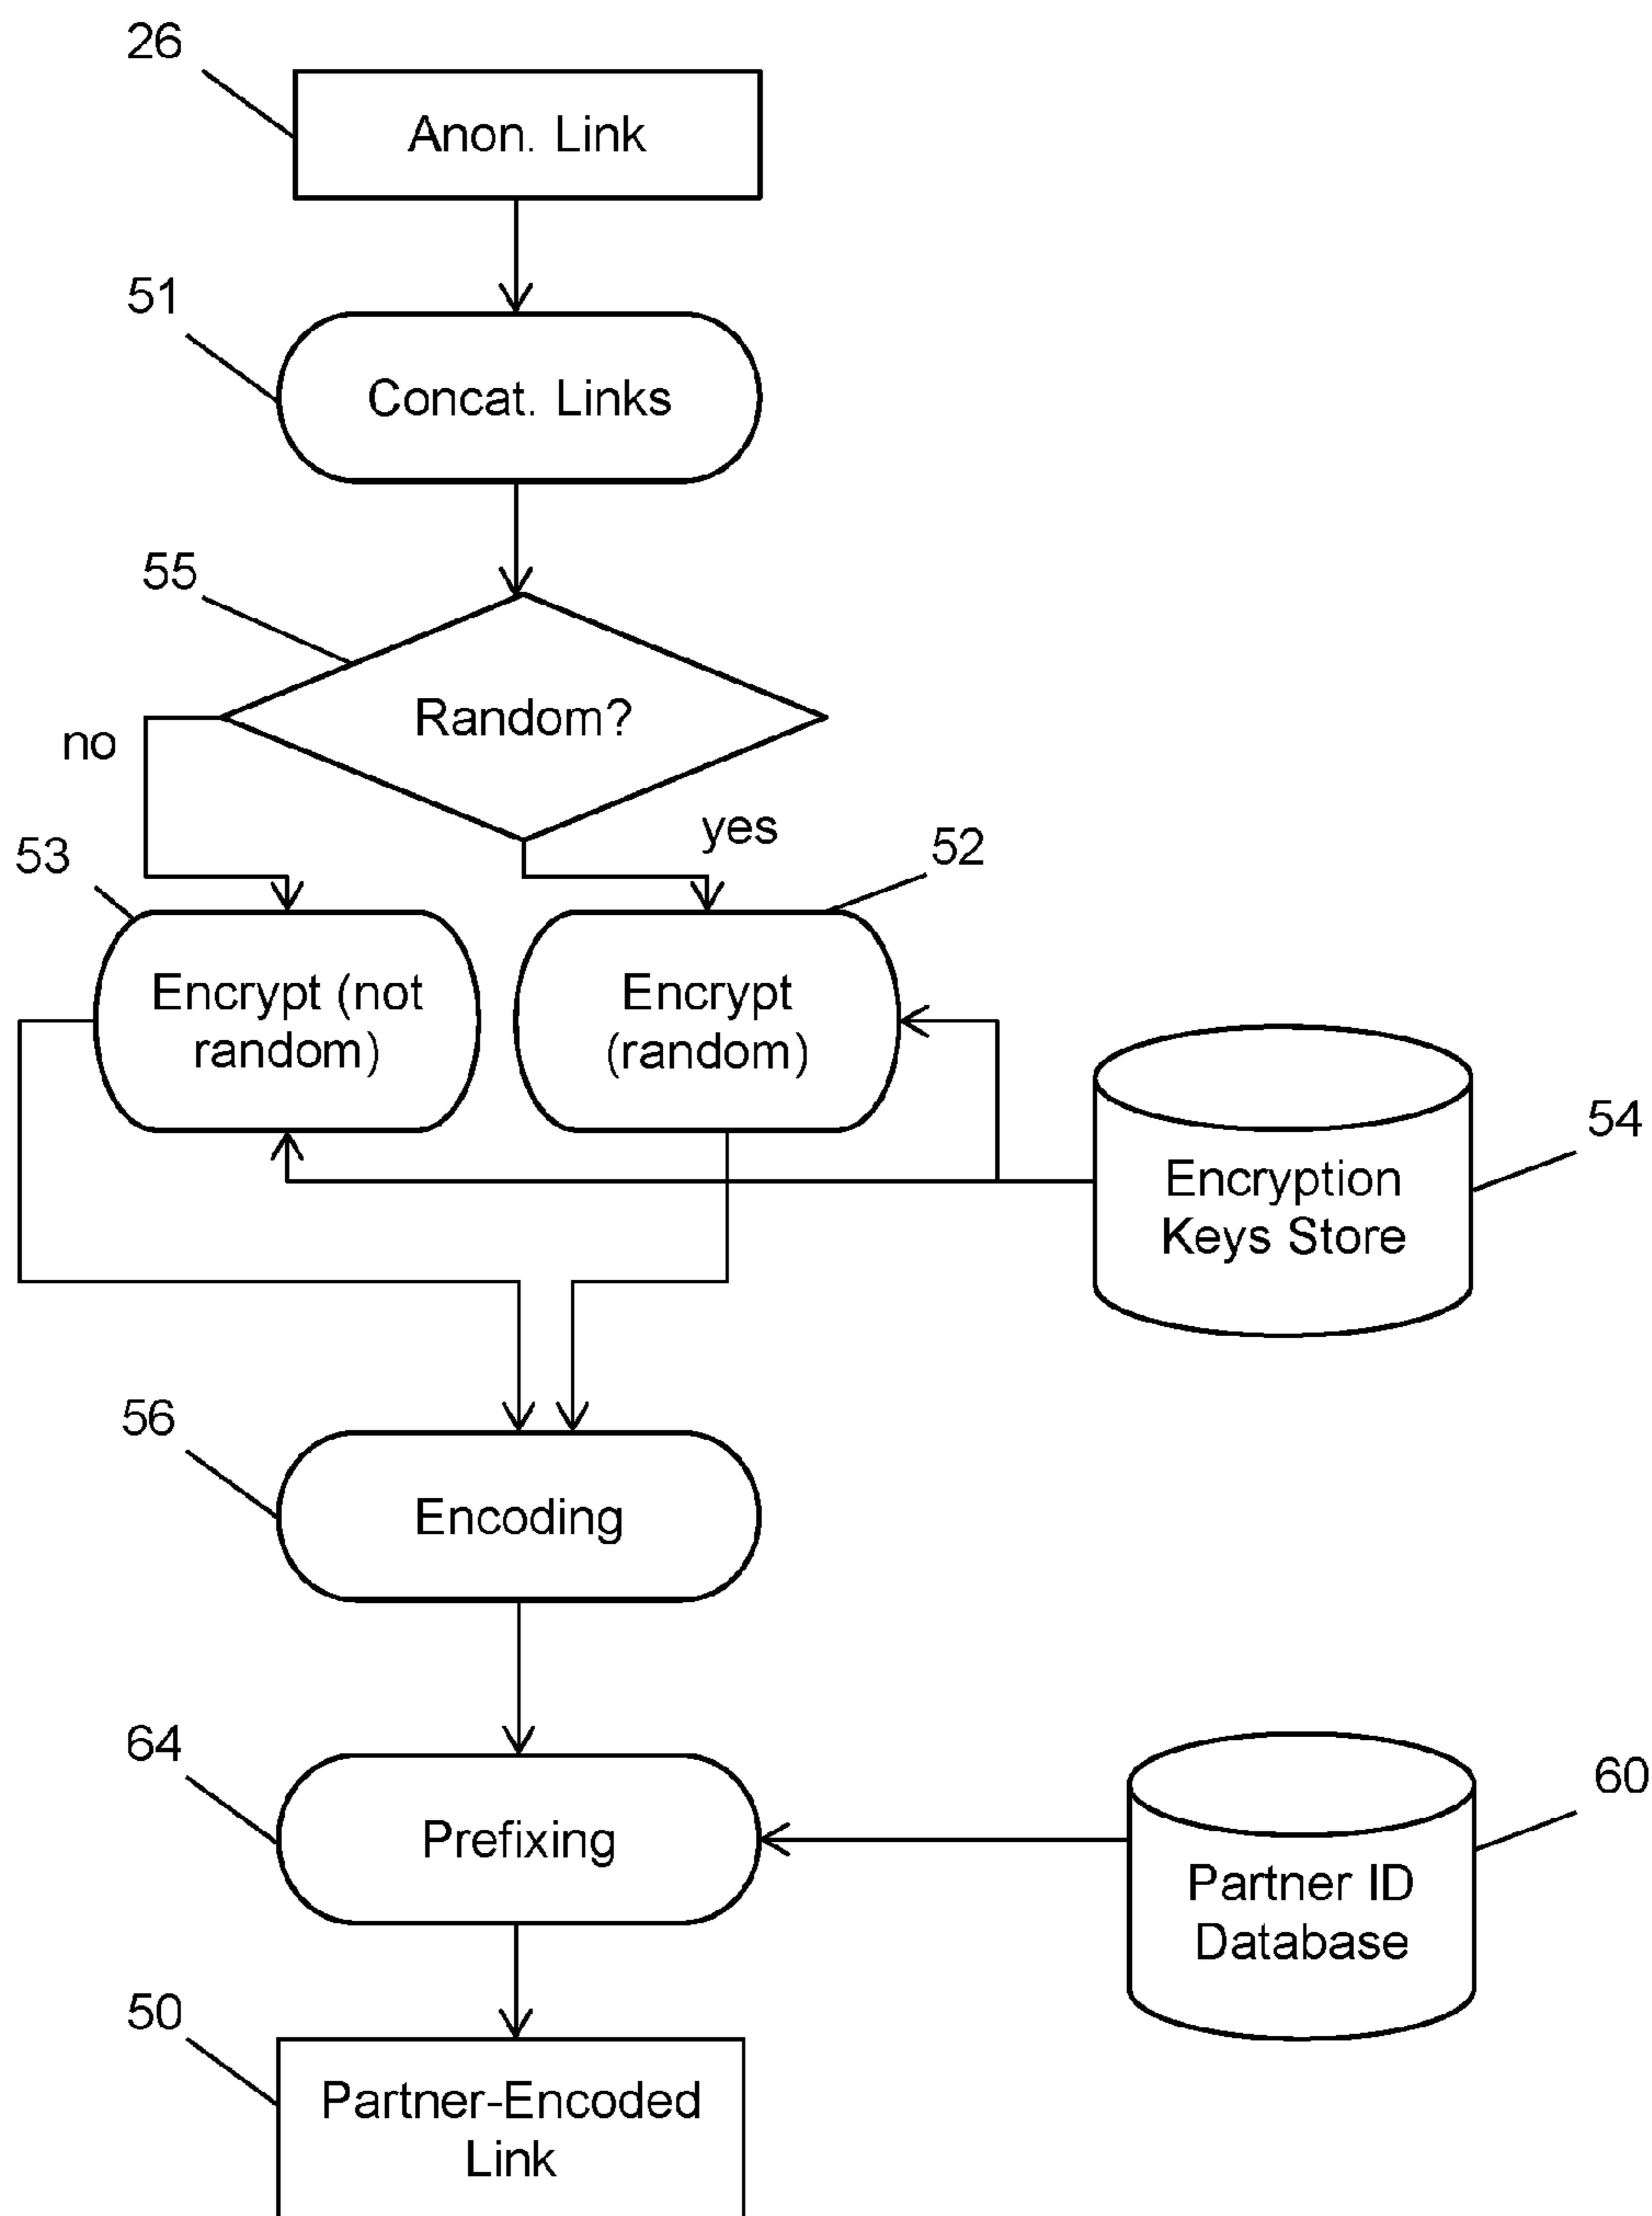 26
Anon. Link
51
Concat. Links
55
Random?
no
yes
53
52
Encrypt (not
random)
Encrypt
(random)
54
Encryption
Keys Store
56
Encoding
64
Prefixing
60
Partner ID
Database
50
Partner-Encoded
Link